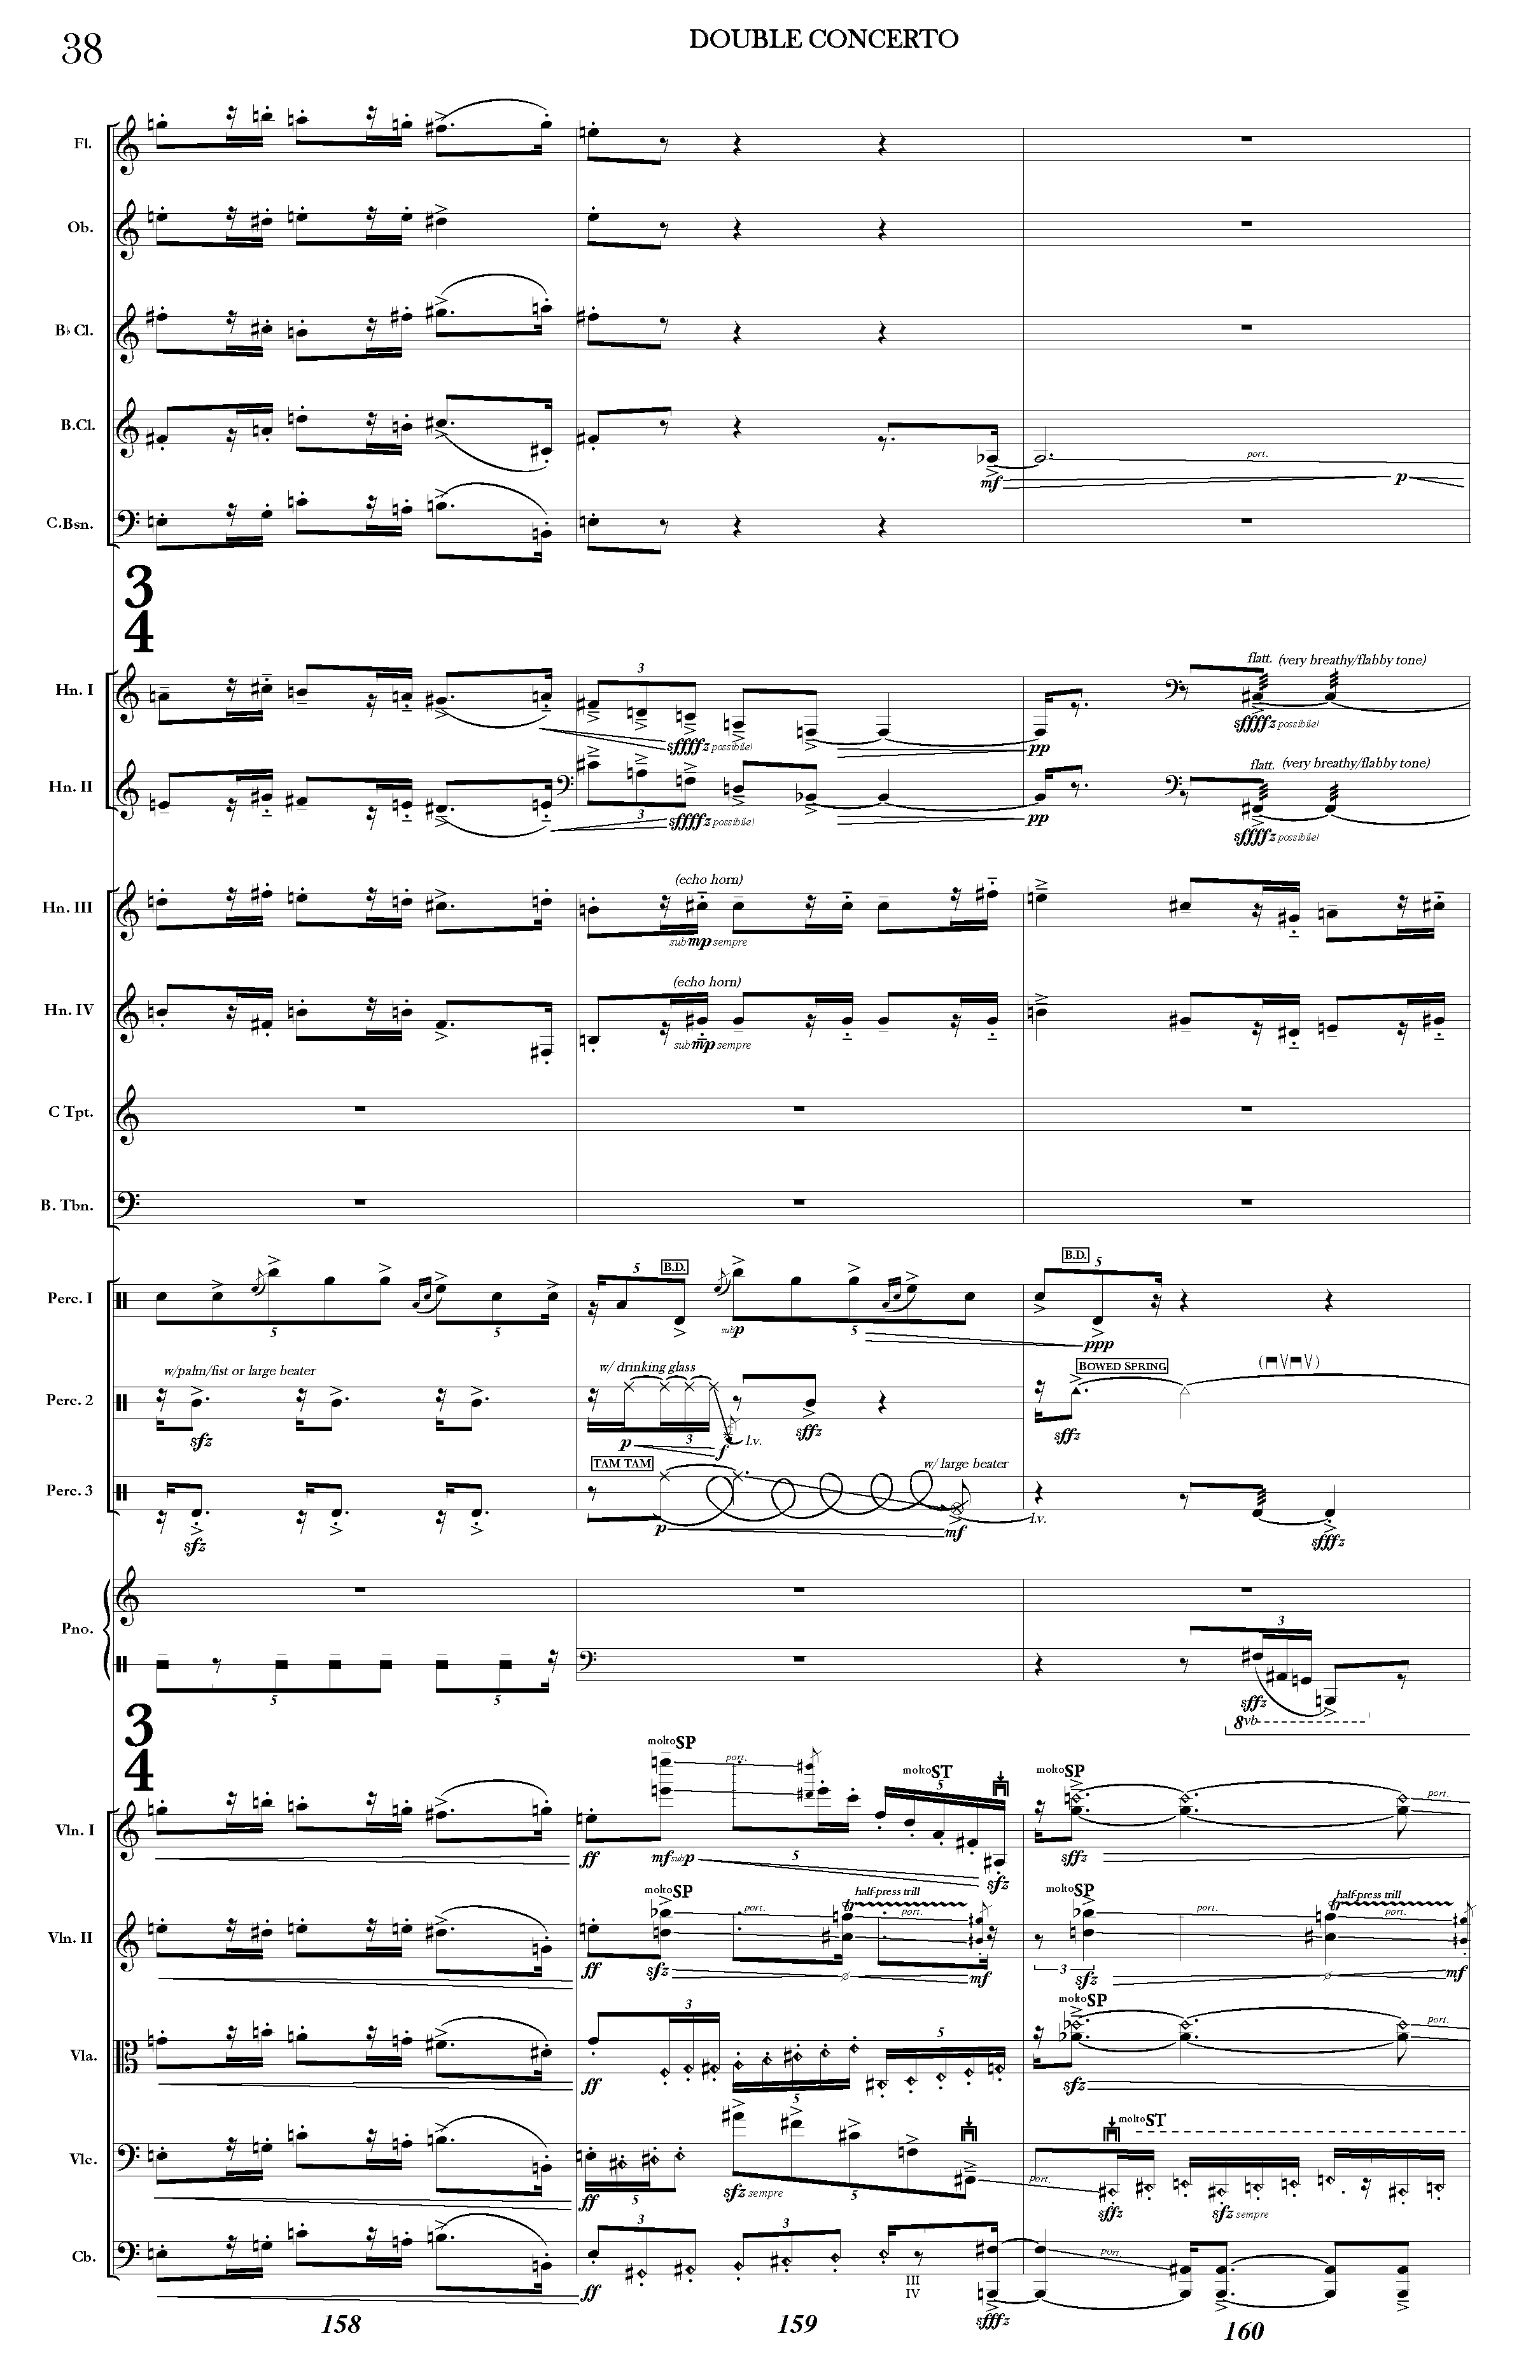 38
DOUBLE CONCERTO
Fl.
Ob.
B♭ Cl.
B.Cl.
port.
mf
p
C.Bsn.
3
4
flatt. (very breathy/flabby tone)
Hn. I
3
sffffz possibile!
pp
sffffz possibile!
flatt. (very breathy/flabby tone)
Hn. II
3
sffffz possibile!
pp
sffffz possibile!
(echo horn)
Hn. III
sub mp sempre
(echo horn)
Hn. IV
sub mp sempre
C Tpt.
B. Tbn.
5
B.D.
B.D.
5
Perc. I
5
5
sub p
5
ppp
w/palm/fist or large beater
w/ drinking glass
BOWED SPRING
Perc. 2
sfz
p
3
f
l.v.
sffz
sffz
TAM TAM
w/ large beater
Perc. 3
sfz
p
mf
l.v.
sfffz
Pno.
3
5
5
sffz
8vb
3
4
molto SP
port.
molto ST
5
molto SP
port.
Vln. I
ff
mf sub p
5
sfz
sffz
molto SP
port.
half-press trill
port.
molto SP
port.
half-press trill
port.
Vln. II
ff
sfz
ø
mf
3
sfz
ø
mf
molto SP
port.
3
5
Vla.
ff
5
sfz
molto ST
Vlc.
port.
ff
5
sfz sempre
5
sffz
sfz sempre
3
3
port.
Cb.
ff
III
IV
sfffz
158
159
160